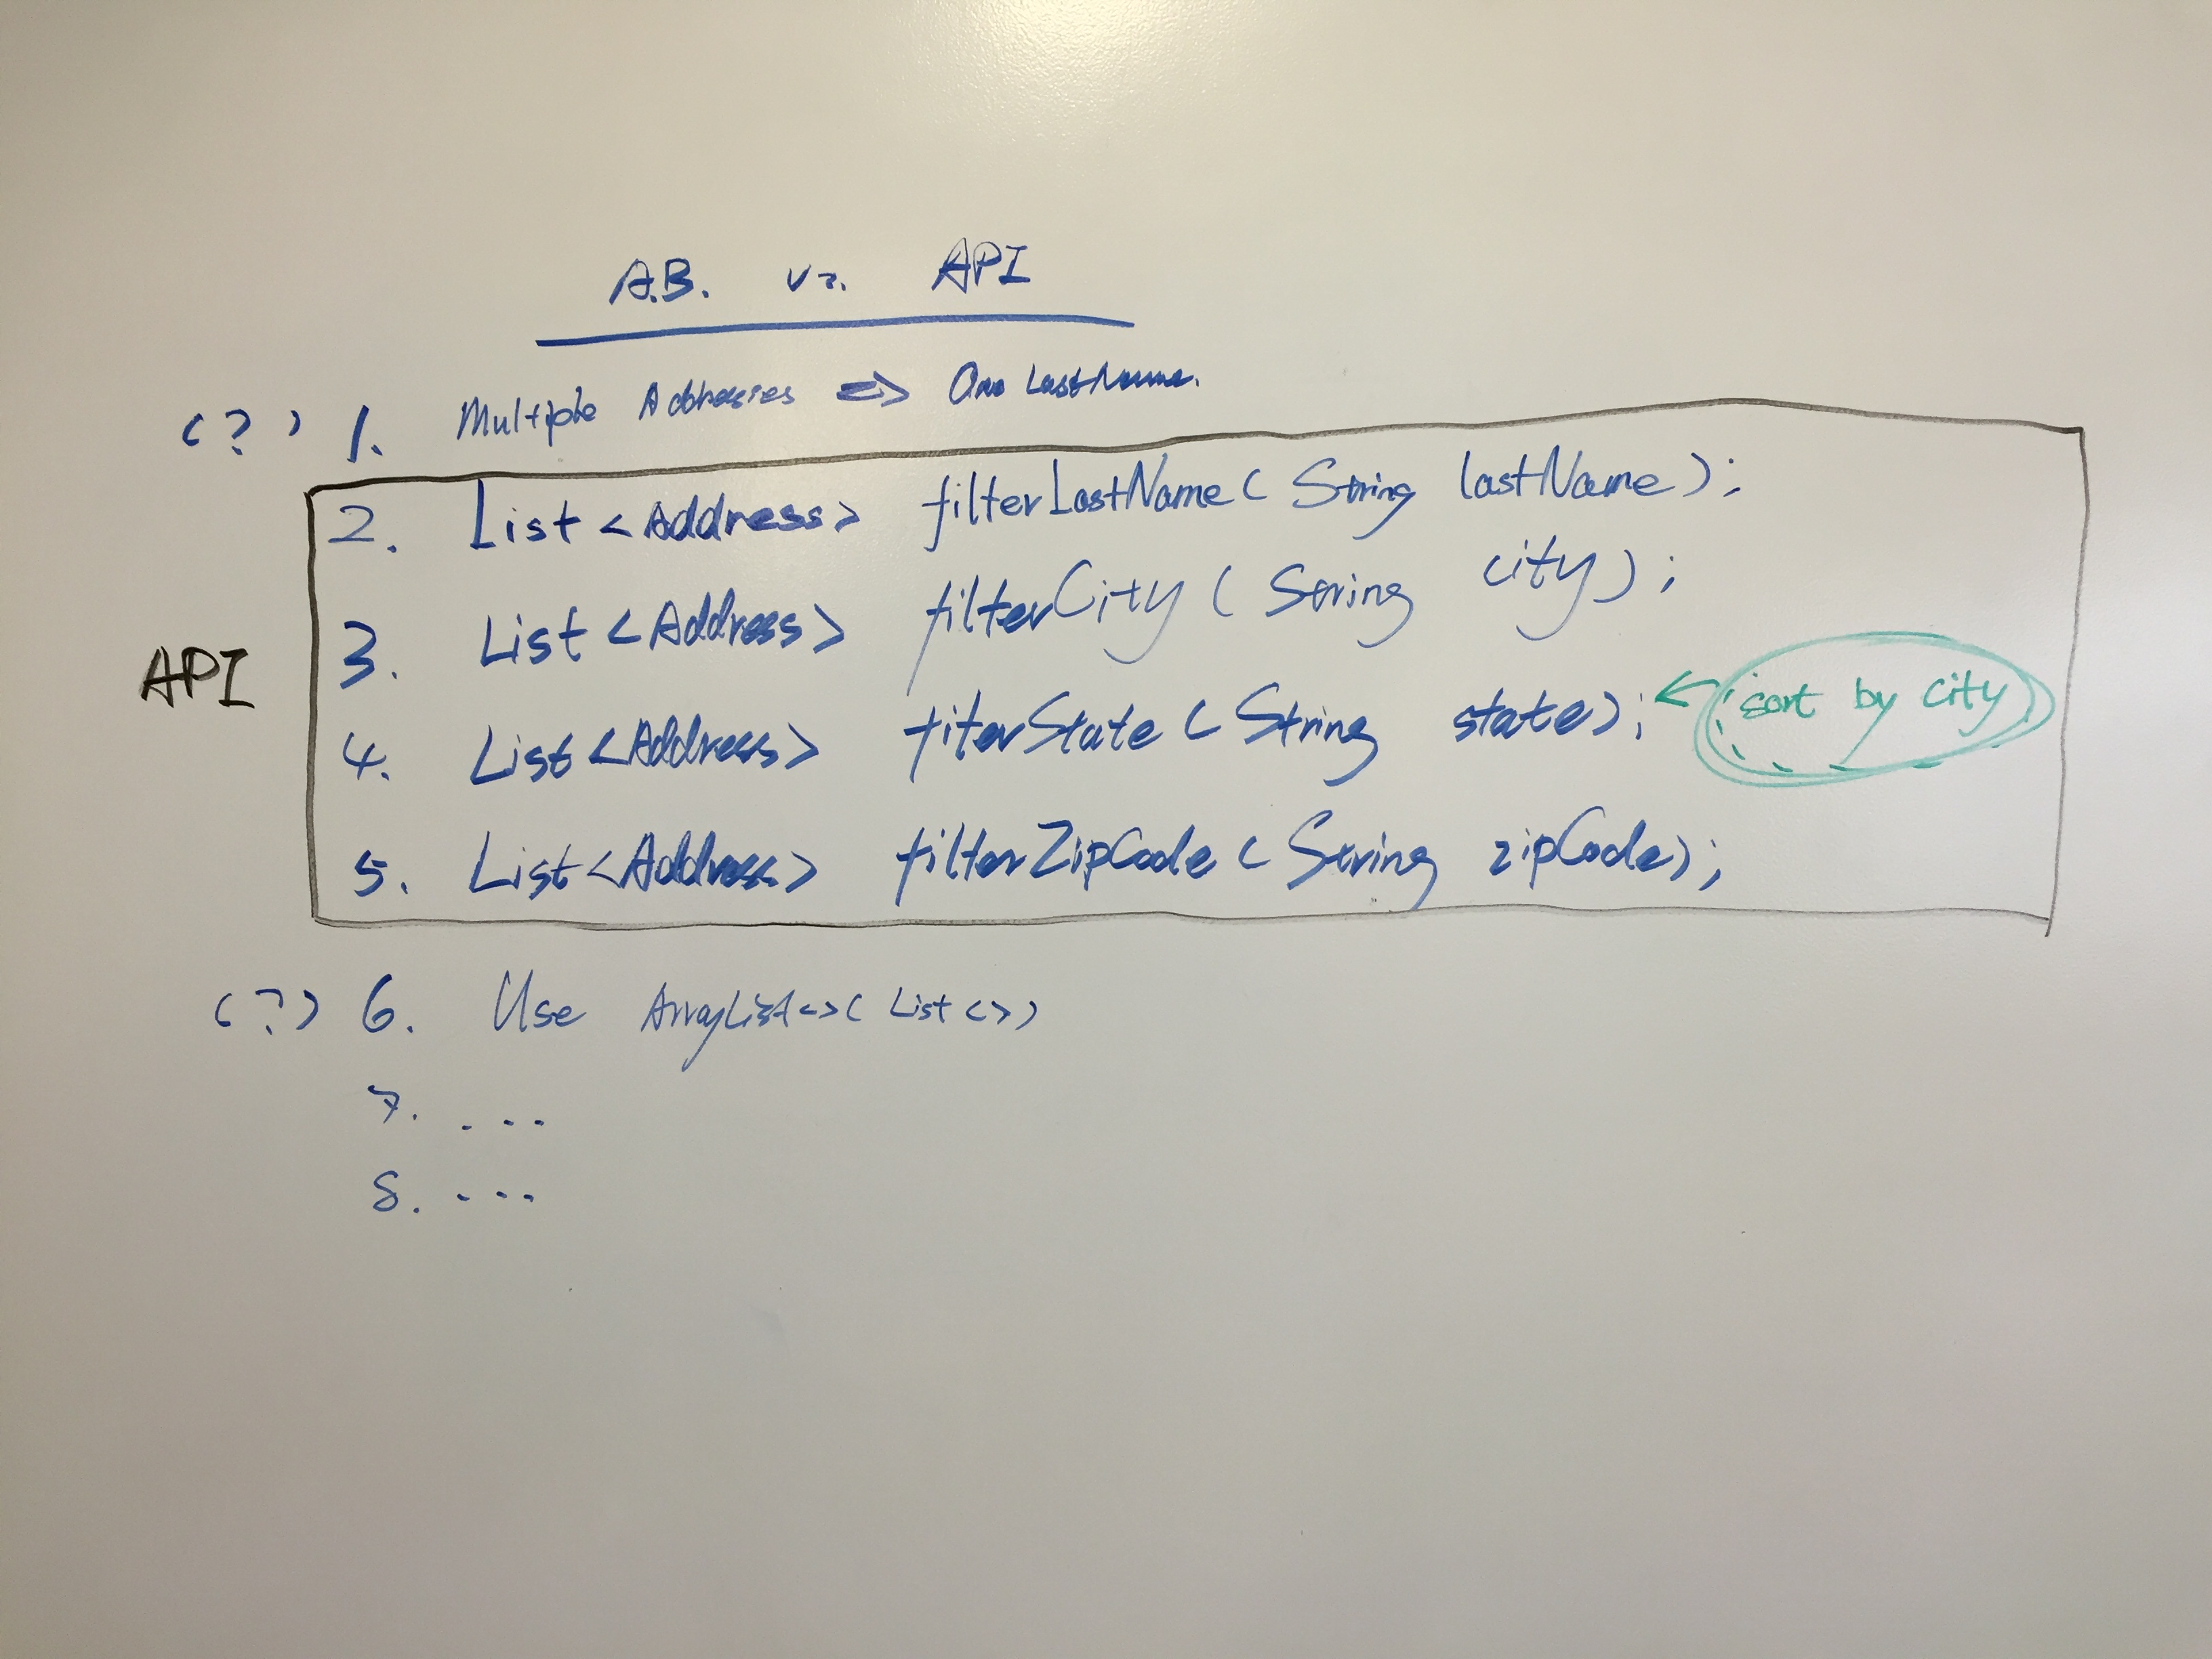 A.B. vs. API
(?) 1. Multiple Addresses => One LastName.
API
2. List <Address> filterLastName( String lastName);
3. List <Address> filterCity ( String city) ;
4. List <Address> fiterState ( String state); ← sort by city
5. List <Address> filterZipCode ( String zipCode);
(?) 6. Use ArrayList<>( List <>)
7. ...
8. ...